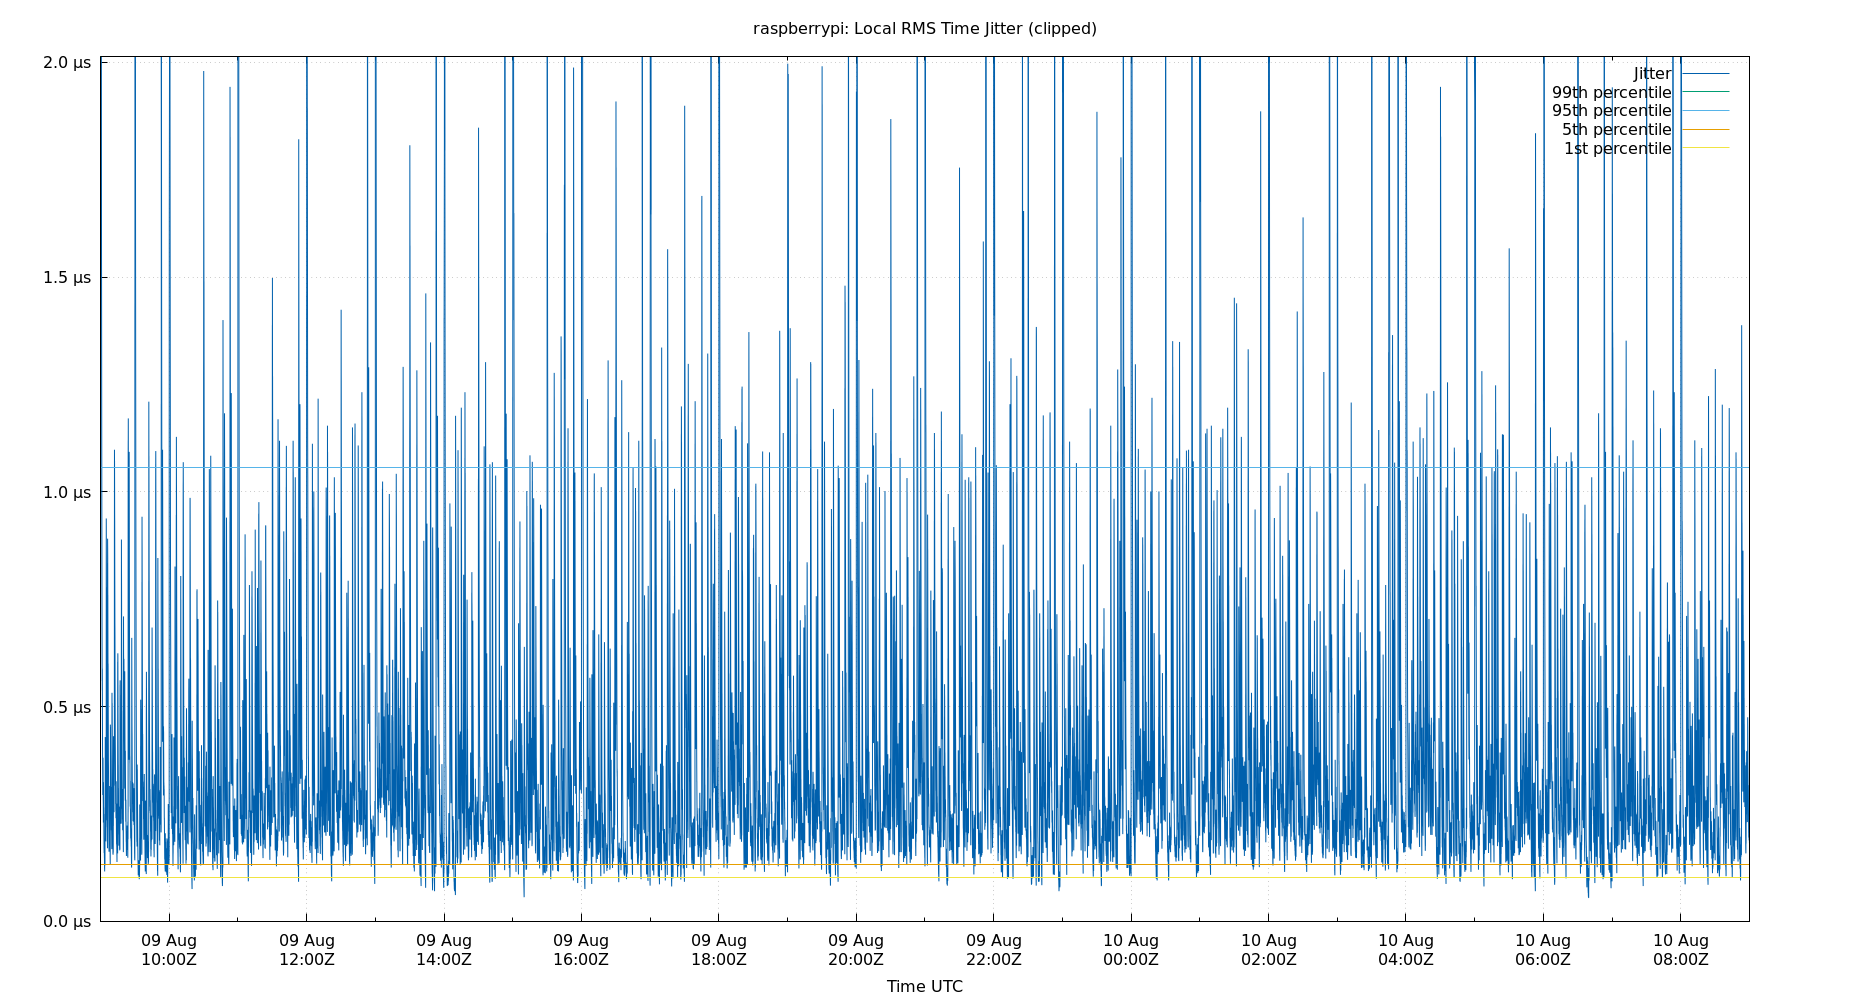 raspberrypi: Local RMS Time Jitter (clipped)
2.0 µs
1.5 µs
1.0 µs
0.5 µs
0.0 µs
Jitter
99th percentile
95th percentile
5th percentile
1st percentile
09 Aug 09 Aug 09 Aug 09 Aug 09 Aug 09 Aug 09 Aug 10 Aug 10 Aug 10 Aug 10 Aug 10 Aug
10:00Z 12:00Z 14:00Z 16:00Z 18:00Z 20:00Z 22:00Z 00:00Z 02:00Z 04:00Z 06:00Z 08:00Z
Time UTC